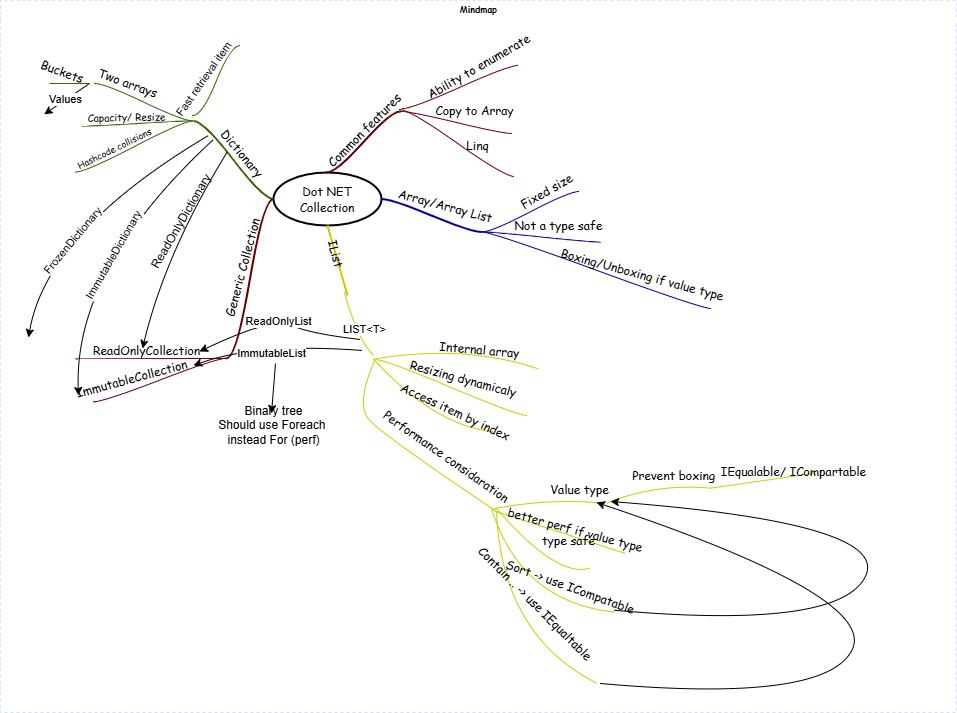 Mindmap
Fast retrieval item
Buckets
Two arrays
Values
Capacity/ Resize
Hashcode collisions
Dictionary
FrozenDictionary
ImmutableDictionary
ReadOnlyDictionary
Common features
Ability to enumerate
Copy to Array
Linq
Dot NET
Collection
Array/Array List
Fixed size
Not a type safe
Boxing/Unboxing if value type
Generic Collection
ReadOnlyCollection
ImmutableCollection
IList
LIST<T>
ReadOnlyList
ImmutableList
Binary tree
Should use Foreach
instead For (perf)
Internal array
Resizing dynamicaly
Access item by index
Performance considaration
Value type
Prevent boxing
IEqualable/ ICompartable
better perf if value type
type safe
Sort -> use ICompatable
Contain... -> use IEqualtable